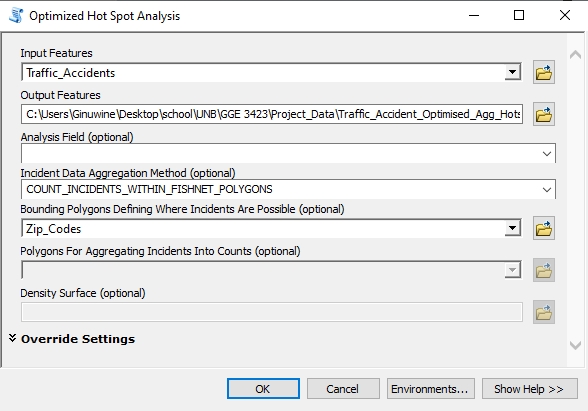 Optimized Hot Spot Analysis
Input Features
Traffic_Accidents
Output Features
C:\Users\Ginuwine\Desktop\school\UNB\GGE 3423\Project_Data\Traffic_Accident_Optimised_Agg_Hots
Analysis Field (optional)
Incident Data Aggregation Method (optional)
COUNT_INCIDENTS_WITHIN_FISHNET_POLYGONS
Bounding Polygons Defining Where Incidents Are Possible (optional)
Zip_Codes
Polygons For Aggregating Incidents Into Counts (optional)
Density Surface (optional)
Override Settings
OK Cancel Environments... Show Help >>